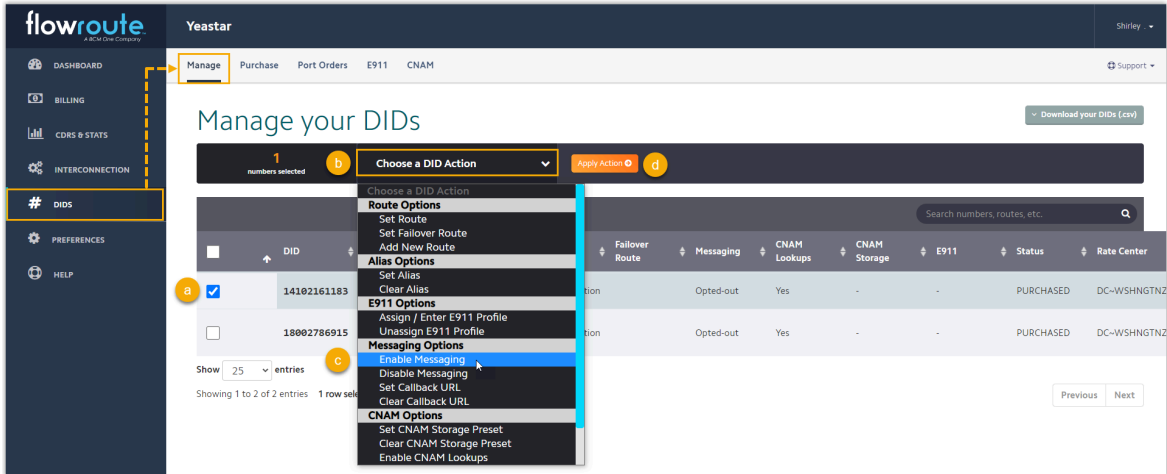 flowroute
A BCM One Company
Yeastar
Shirley .
DASHBOARD
BILLING
CDRS & STATS
INTERCONNECTION
DIDS
PREFERENCES
HELP
Manage Purchase Port Orders E911 CNAM
Support
Manage your DIDs
Download your DIDs (.csv)
1
numbers selected
b
Choose a DID Action
Apply Action
d
Choose a DID Action
Route Options
Set Route
Set Failover Route
Add New Route
Alias Options
Set Alias
Clear Alias
E911 Options
Assign / Enter E911 Profile
Unassign E911 Profile
Messaging Options
c
Enable Messaging
Disable Messaging
Set Callback URL
Clear Callback URL
CNAM Options
Set CNAM Storage Preset
Clear CNAM Storage Preset
Enable CNAM Lookups
Search numbers, routes, etc.
DID Failover Route Messaging CNAM Lookups CNAM Storage E911 Status Rate Center
a 14102161183 tion Opted-out Yes - - PURCHASED DC~WSHNGTNZ
18002786915 tion Opted-out Yes - - PURCHASED DC~WSHNGTNZ
Show 25 entries
Showing 1 to 2 of 2 entries 1 row sele
Previous Next